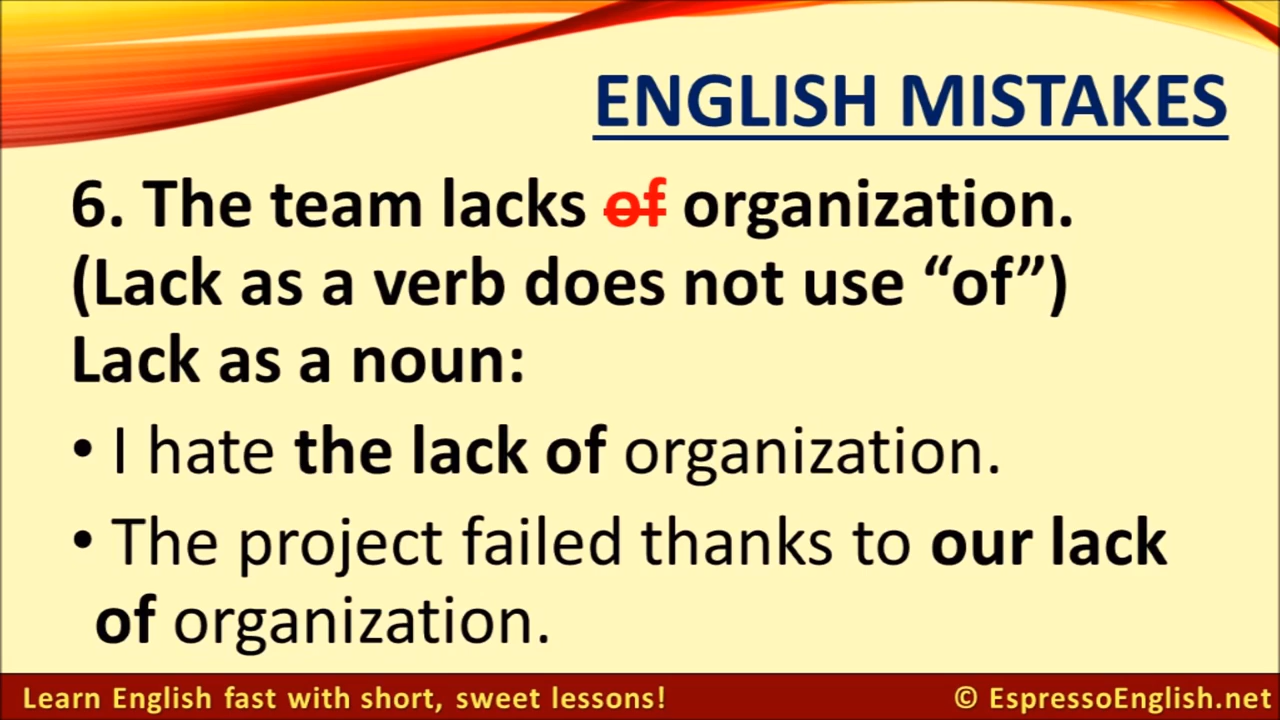 ENGLISH MISTAKES
6. The team lacks of organization.
(Lack as a verb does not use “of”)
Lack as a noun:
• I hate the lack of organization.
• The project failed thanks to our lack
of organization.
Learn English fast with short, sweet lessons!
© EspressoEnglish.net